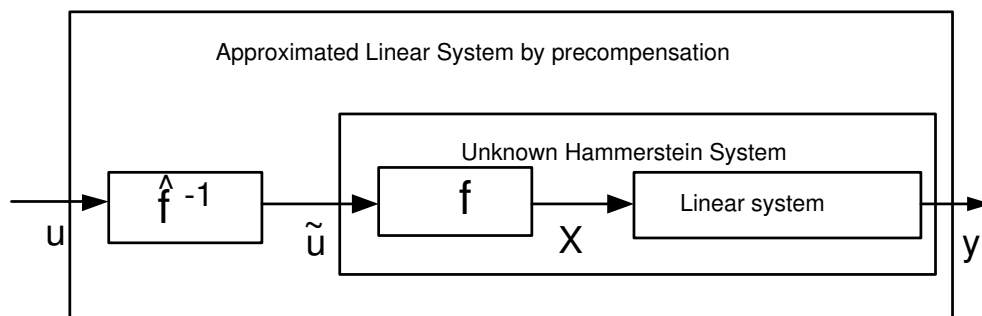 Approximated Linear System by precompensation
Unknown Hammerstein System
f̂ -1
f
Linear system
u
ũ
X
y